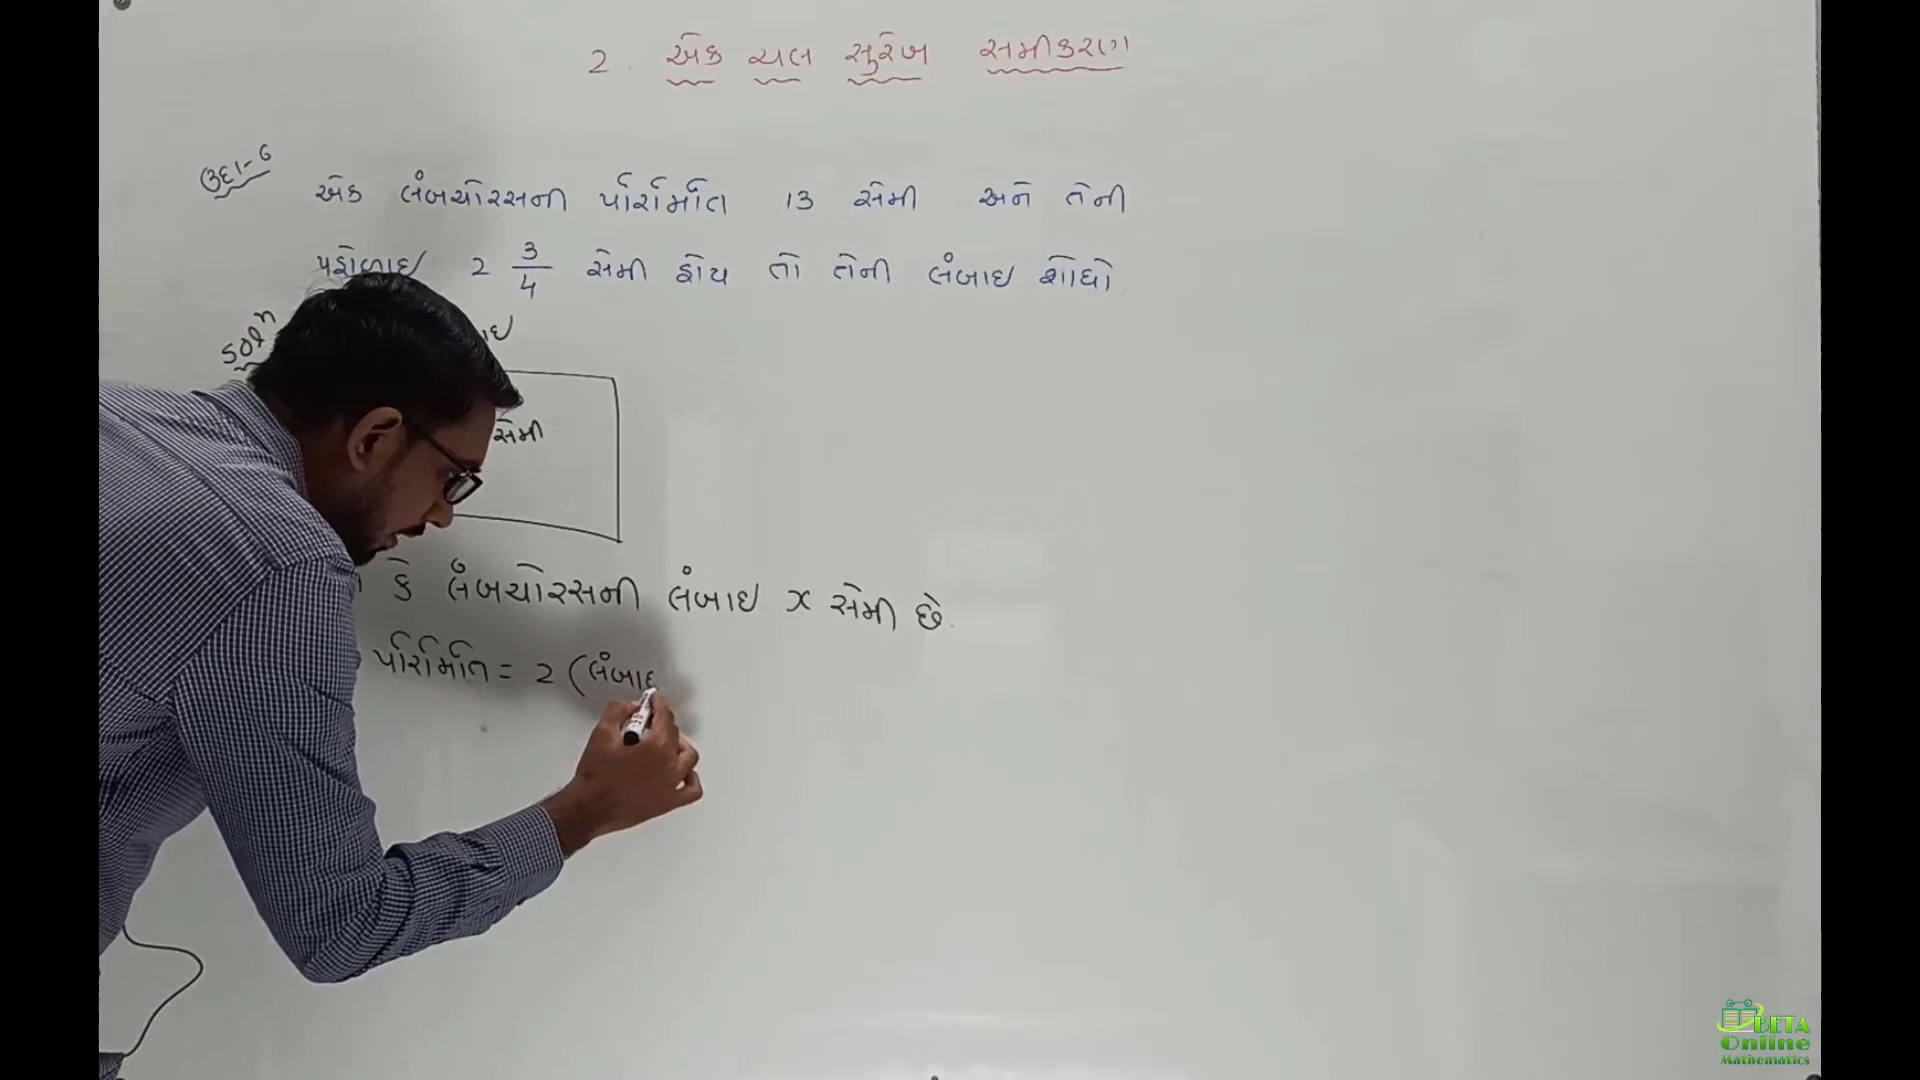 2. એક ચલ સુરેખ સમીકરણ
ઉદા-6
એક લંબચોરસની પરિમિતિ 13 સેમી અને તેની
પહોળાઇ 2 3/4 સેમી હોય તો તેની લંબાઇ શોધો
solⁿ
સેમી
કે લંબચોરસની લંબાઇ x સેમી છે.
પરિમિતિ = 2 (લંબાઇ
BETA
Online
Mathematics